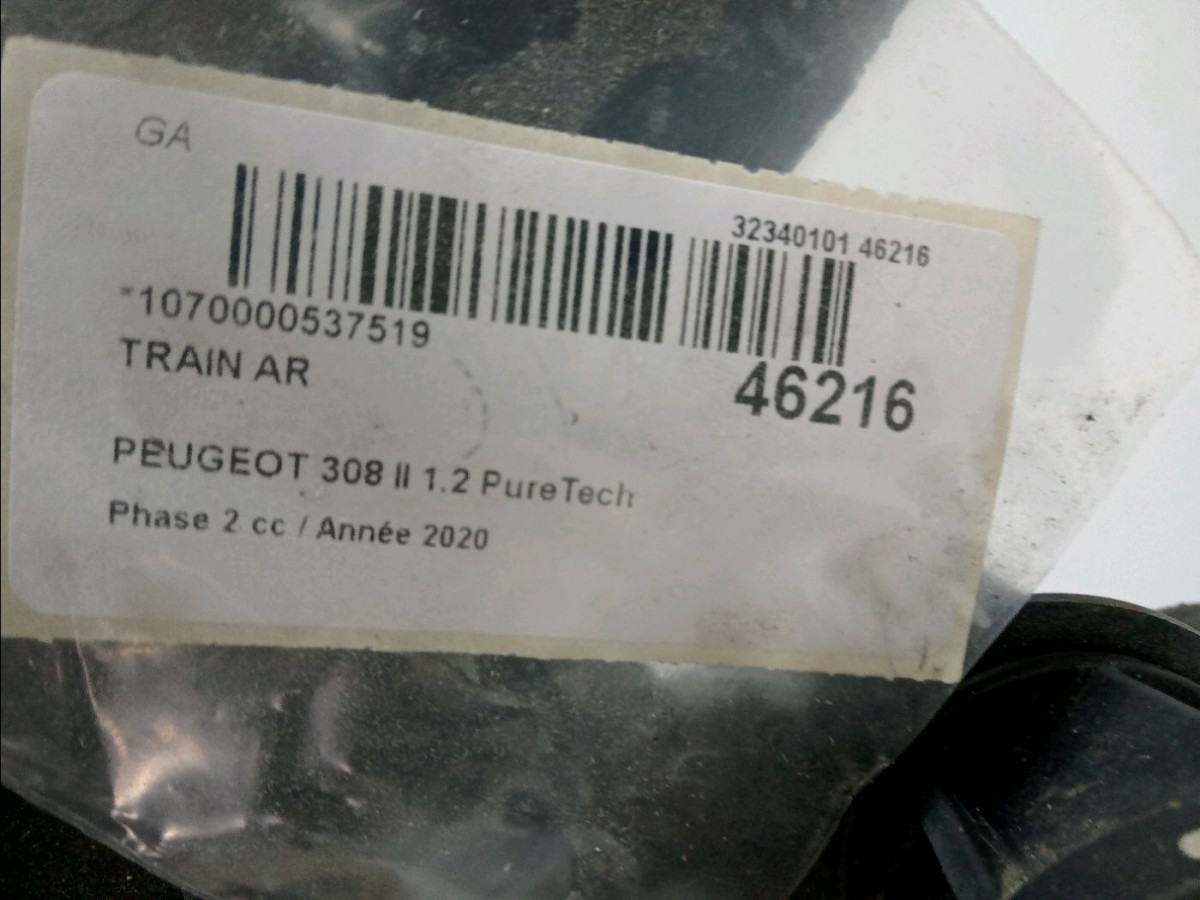 GA
32340101 46216
*1070000537519
TRAIN AR
46216
PEUGEOT 308 II 1.2 PureTech
Phase 2 cc / Année 2020